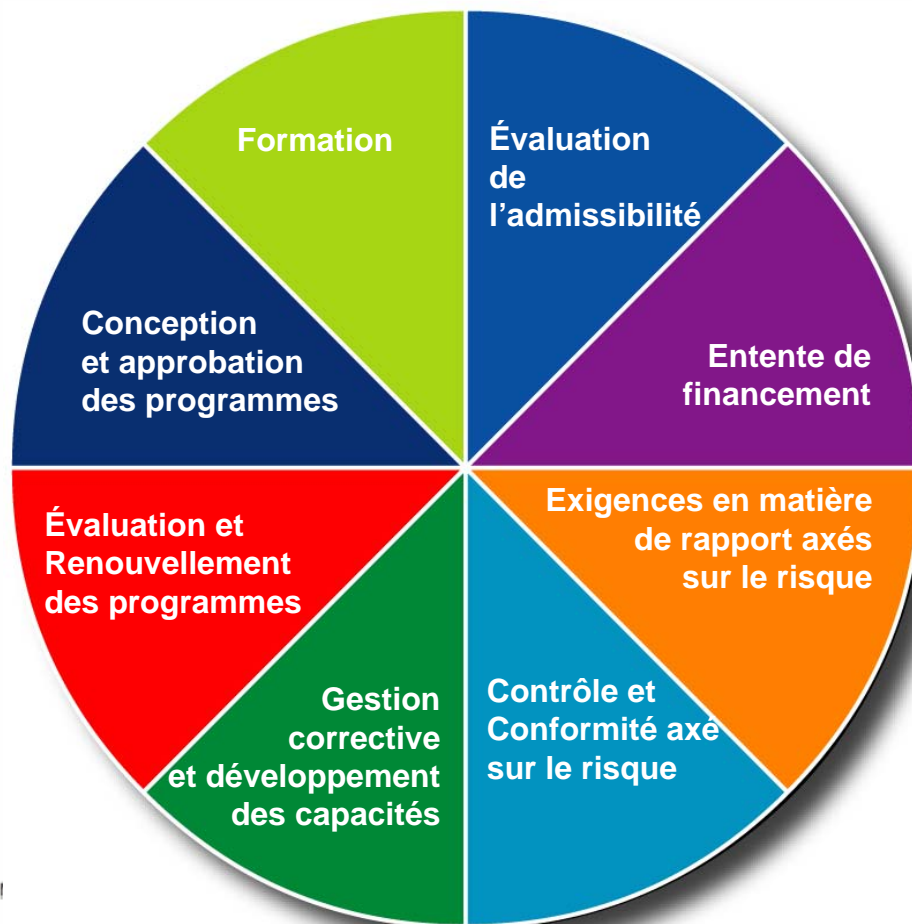 Formation
Évaluation
de
l'admissibilité
Conception
et approbation
des programmes
Entente de
financement
Évaluation et
Renouvellement
des programmes
Exigences en matière
de rapport axés
sur le risque
Gestion
corrective
et développement
des capacités
Contrôle et
Conformité axé
sur le risque